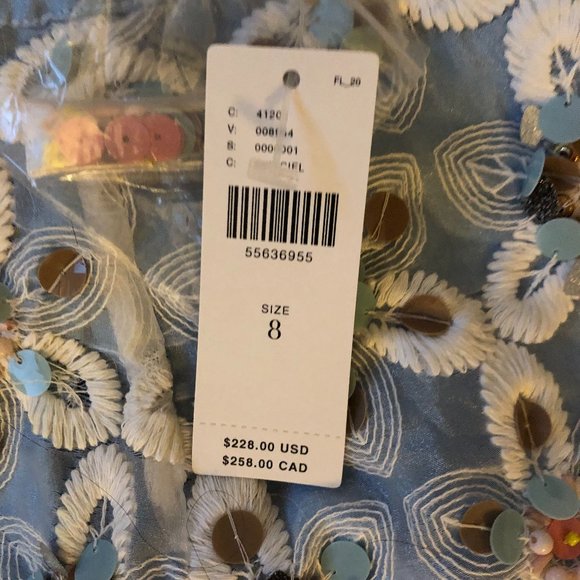 FL_20
C:
V:
S:
C:
55636955
SIZE
8
$228.00 USD
$258.00 CAD